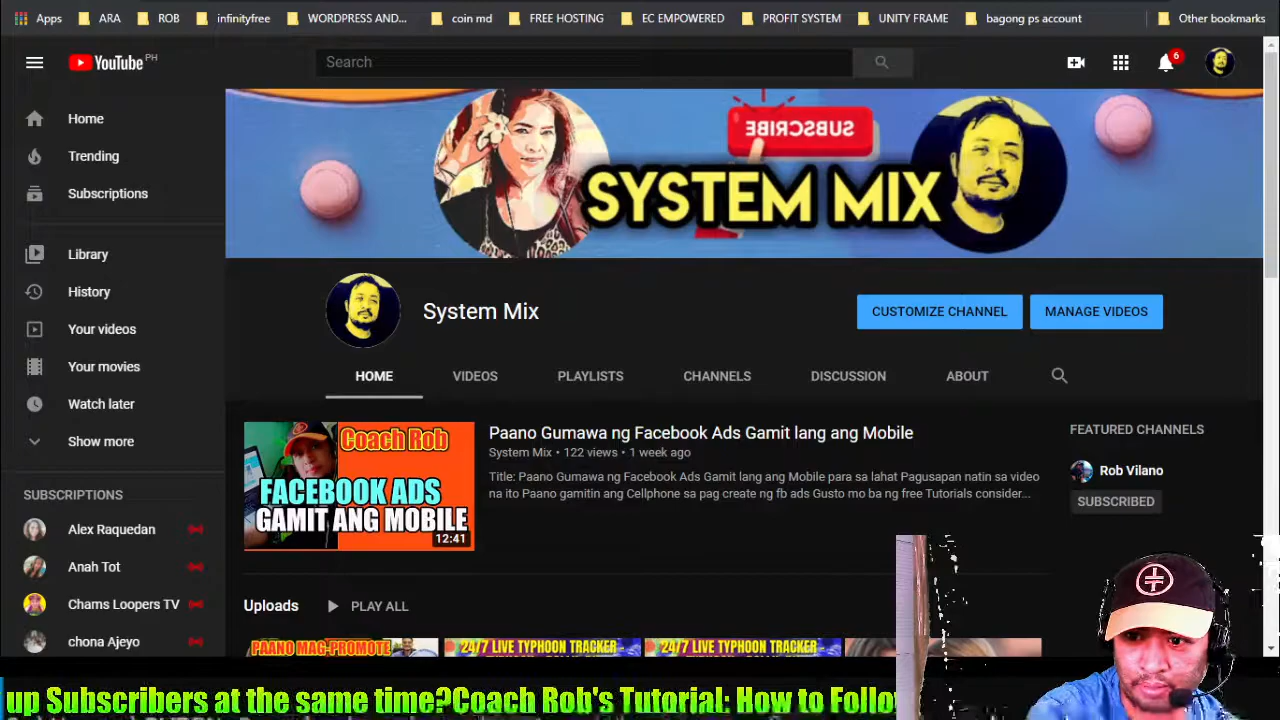 Apps ARA ROB infinityfree WORDPRESS AND... coin md FREE HOSTING EC EMPOWERED PROFIT SYSTEM UNITY FRAME bagong ps account Other bookmarks
YouTube PH
Search
6
Home
Trending
Subscriptions
Library
History
Your videos
Your movies
Watch later
Show more
SUBSCRIPTIONS
Alex Raquedan
Anah Tot
Chams Loopers TV
chona Ajeyo
SUBSCRIBE
SYSTEM MIX
System Mix
CUSTOMIZE CHANNEL
MANAGE VIDEOS
HOME VIDEOS PLAYLISTS CHANNELS DISCUSSION ABOUT
Coach Rob
FACEBOOK ADS
GAMIT ANG MOBILE
12:41
Paano Gumawa ng Facebook Ads Gamit lang ang Mobile
System Mix • 122 views • 1 week ago
Title: Paano Gumawa ng Facebook Ads Gamit lang ang Mobile para sa lahat Pagusapan natin sa video
na ito Paano gamitin ang Cellphone sa pag create ng fb ads Gusto mo ba ng free Tutorials consider...
FEATURED CHANNELS
Rob Vilano
SUBSCRIBED
Uploads PLAY ALL
PAANO MAG-PROMOTE
24/7 LIVE TYPHOON TRACKER -
24/7 LIVE TYPHOON TRACKER -
up Subscribers at the same time?Coach Rob's Tutorial: How to Follo